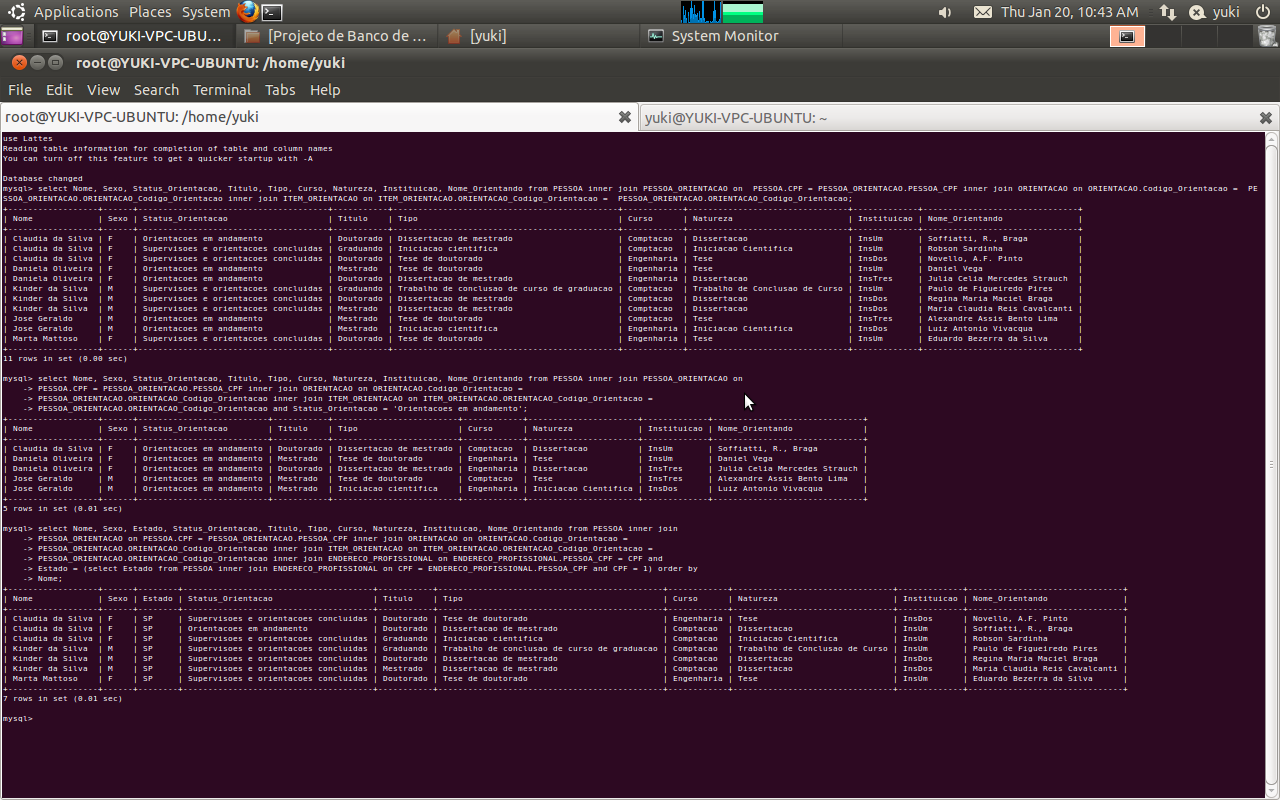 Applications Places System Thu Jan 20, 10:43 AM yuki
root@YUKI-VPC-UBU... [Projeto de Banco de ... [yuki] System Monitor
root@YUKI-VPC-UBUNTU: /home/yuki
File Edit View Search Terminal Tabs Help
root@YUKI-VPC-UBUNTU: /home/yuki yuki@YUKI-VPC-UBUNTU: ~
use Lattes
Reading table information for completion of table and column names
You can turn off this feature to get a quicker startup with -A
Database changed
mysql> select Nome, Sexo, Status_Orientacao, Titulo, Tipo, Curso, Natureza, Instituicao, Nome_Orientando from PESSOA inner join PESSOA_ORIENTACAO on  PESSOA.CPF = PESSOA_ORIENTACAO.PESSOA_CPF inner join ORIENTACAO on ORIENTACAO.Codigo_Orientacao =  PE
SSOA_ORIENTACAO.ORIENTACAO_Codigo_Orientacao inner join ITEM_ORIENTACAO on ITEM_ORIENTACAO.ORIENTACAO_Codigo_Orientacao =  PESSOA_ORIENTACAO.ORIENTACAO_Codigo_Orientacao;
| Nome | Sexo | Status_Orientacao | Titulo | Tipo | Curso | Natureza | Instituicao | Nome_Orientando |
| Claudia da Silva | F | Orientacoes em andamento | Doutorado | Dissertacao de mestrado | Comptacao | Dissertacao | InsUm | Soffiatti, R., Braga |
| Claudia da Silva | F | Supervisoes e orientacoes concluidas | Graduando | Iniciacao cientifica | Comptacao | Iniciacao Cientifica | InsUm | Robson Sardinha |
| Claudia da Silva | F | Supervisoes e orientacoes concluidas | Doutorado | Tese de doutorado | Engenharia | Tese | InsDos | Novello, A.F. Pinto |
| Daniela Oliveira | F | Orientacoes em andamento | Mestrado | Tese de doutorado | Engenharia | Tese | InsUm | Daniel Vega |
| Daniela Oliveira | F | Orientacoes em andamento | Doutorado | Dissertacao de mestrado | Engenharia | Dissertacao | InsTres | Julia Celia Mercedes Strauch |
| Kinder da Silva | M | Supervisoes e orientacoes concluidas | Graduando | Trabalho de conclusao de curso de graduacao | Comptacao | Trabalho de Conclusao de Curso | InsUm | Paulo de Figueiredo Pires |
| Kinder da Silva | M | Supervisoes e orientacoes concluidas | Doutorado | Dissertacao de mestrado | Comptacao | Dissertacao | InsDos | Regina Maria Maciel Braga |
| Kinder da Silva | M | Supervisoes e orientacoes concluidas | Mestrado | Dissertacao de mestrado | Comptacao | Dissertacao | InsDos | Maria Claudia Reis Cavalcanti |
| Jose Geraldo | M | Orientacoes em andamento | Mestrado | Tese de doutorado | Comptacao | Tese | InsTres | Alexandre Assis Bento Lima |
| Jose Geraldo | M | Orientacoes em andamento | Mestrado | Iniciacao cientifica | Engenharia | Iniciacao Cientifica | InsDos | Luiz Antonio Vivacqua |
| Marta Mattoso | F | Supervisoes e orientacoes concluidas | Doutorado | Tese de doutorado | Engenharia | Tese | InsUm | Eduardo Bezerra da Silva |
11 rows in set (0.00 sec)
mysql> select Nome, Sexo, Status_Orientacao, Titulo, Tipo, Curso, Natureza, Instituicao, Nome_Orientando from PESSOA inner join PESSOA_ORIENTACAO on
-> PESSOA.CPF = PESSOA_ORIENTACAO.PESSOA_CPF inner join ORIENTACAO on ORIENTACAO.Codigo_Orientacao =
-> PESSOA_ORIENTACAO.ORIENTACAO_Codigo_Orientacao inner join ITEM_ORIENTACAO on ITEM_ORIENTACAO.ORIENTACAO_Codigo_Orientacao =
-> PESSOA_ORIENTACAO.ORIENTACAO_Codigo_Orientacao and Status_Orientacao = 'Orientacoes em andamento';
| Nome | Sexo | Status_Orientacao | Titulo | Tipo | Curso | Natureza | Instituicao | Nome_Orientando |
| Claudia da Silva | F | Orientacoes em andamento | Doutorado | Dissertacao de mestrado | Comptacao | Dissertacao | InsUm | Soffiatti, R., Braga |
| Daniela Oliveira | F | Orientacoes em andamento | Mestrado | Tese de doutorado | Engenharia | Tese | InsUm | Daniel Vega |
| Daniela Oliveira | F | Orientacoes em andamento | Doutorado | Dissertacao de mestrado | Engenharia | Dissertacao | InsTres | Julia Celia Mercedes Strauch |
| Jose Geraldo | M | Orientacoes em andamento | Mestrado | Tese de doutorado | Comptacao | Tese | InsTres | Alexandre Assis Bento Lima |
| Jose Geraldo | M | Orientacoes em andamento | Mestrado | Iniciacao cientifica | Engenharia | Iniciacao Cientifica | InsDos | Luiz Antonio Vivacqua |
5 rows in set (0.01 sec)
mysql> select Nome, Sexo, Estado, Status_Orientacao, Titulo, Tipo, Curso, Natureza, Instituicao, Nome_Orientando from PESSOA inner join
-> PESSOA_ORIENTACAO on PESSOA.CPF = PESSOA_ORIENTACAO.PESSOA_CPF inner join ORIENTACAO on ORIENTACAO.Codigo_Orientacao =
-> PESSOA_ORIENTACAO.ORIENTACAO_Codigo_Orientacao inner join ITEM_ORIENTACAO on ITEM_ORIENTACAO.ORIENTACAO_Codigo_Orientacao =
-> PESSOA_ORIENTACAO.ORIENTACAO_Codigo_Orientacao inner join ENDERECO_PROFISSIONAL on ENDERECO_PROFISSIONAL.PESSOA_CPF = CPF and
-> Estado = (select Estado from PESSOA inner join ENDERECO_PROFISSIONAL on CPF = ENDERECO_PROFISSIONAL.PESSOA_CPF and CPF = 1) order by
-> Nome;
| Nome | Sexo | Estado | Status_Orientacao | Titulo | Tipo | Curso | Natureza | Instituicao | Nome_Orientando |
| Claudia da Silva | F | SP | Supervisoes e orientacoes concluidas | Doutorado | Tese de doutorado | Engenharia | Tese | InsDos | Novello, A.F. Pinto |
| Claudia da Silva | F | SP | Orientacoes em andamento | Doutorado | Dissertacao de mestrado | Comptacao | Dissertacao | InsUm | Soffiatti, R., Braga |
| Claudia da Silva | F | SP | Supervisoes e orientacoes concluidas | Graduando | Iniciacao cientifica | Comptacao | Iniciacao Cientifica | InsUm | Robson Sardinha |
| Kinder da Silva | M | SP | Supervisoes e orientacoes concluidas | Graduando | Trabalho de conclusao de curso de graduacao | Comptacao | Trabalho de Conclusao de Curso | InsUm | Paulo de Figueiredo Pires |
| Kinder da Silva | M | SP | Supervisoes e orientacoes concluidas | Doutorado | Dissertacao de mestrado | Comptacao | Dissertacao | InsDos | Regina Maria Maciel Braga |
| Kinder da Silva | M | SP | Supervisoes e orientacoes concluidas | Mestrado | Dissertacao de mestrado | Comptacao | Dissertacao | InsDos | Maria Claudia Reis Cavalcanti |
| Marta Mattoso | F | SP | Supervisoes e orientacoes concluidas | Doutorado | Tese de doutorado | Engenharia | Tese | InsUm | Eduardo Bezerra da Silva |
7 rows in set (0.01 sec)
mysql>